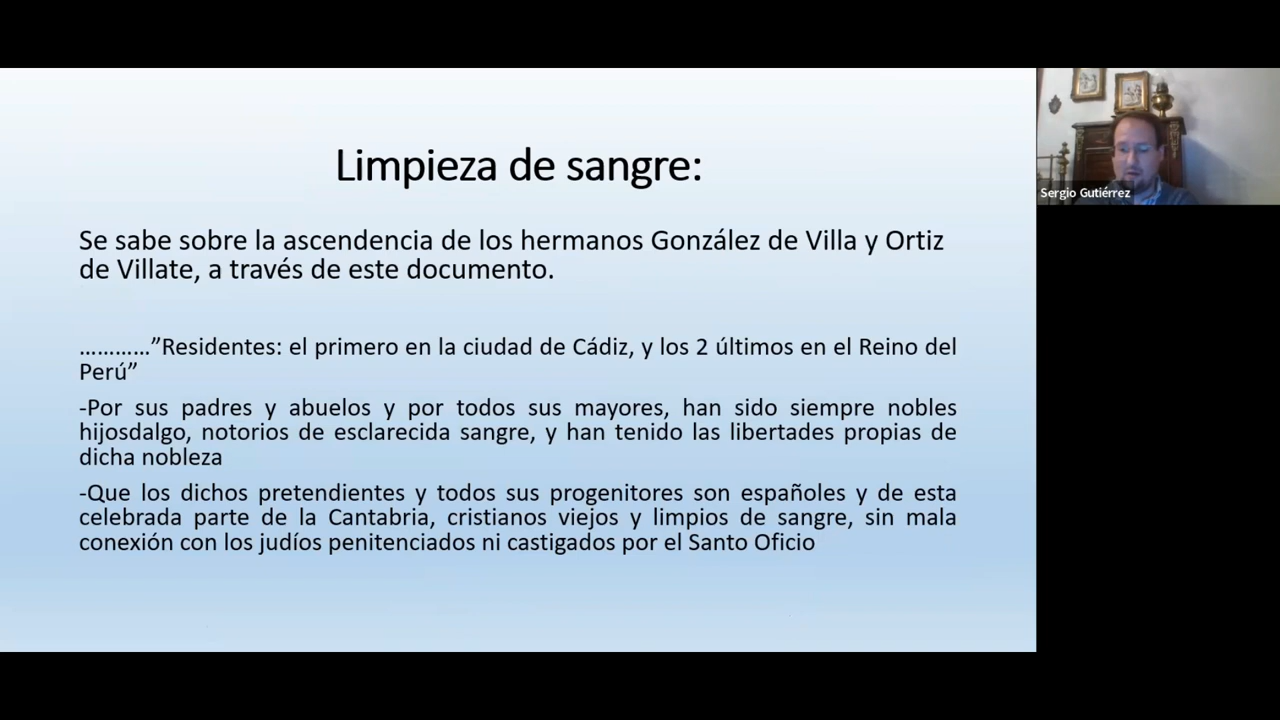 Limpieza de sangre:
Se sabe sobre la ascendencia de los hermanos González de Villa y Ortiz
de Villate, a través de este documento.
…………”Residentes: el primero en la ciudad de Cádiz, y los 2 últimos en el Reino del
Perú”
-Por sus padres y abuelos y por todos sus mayores, han sido siempre nobles
hijosdalgo, notorios de esclarecida sangre, y han tenido las libertades propias de
dicha nobleza
-Que los dichos pretendientes y todos sus progenitores son españoles y de esta
celebrada parte de la Cantabria, cristianos viejos y limpios de sangre, sin mala
conexión con los judíos penitenciados ni castigados por el Santo Oficio
Sergio Gutiérrez